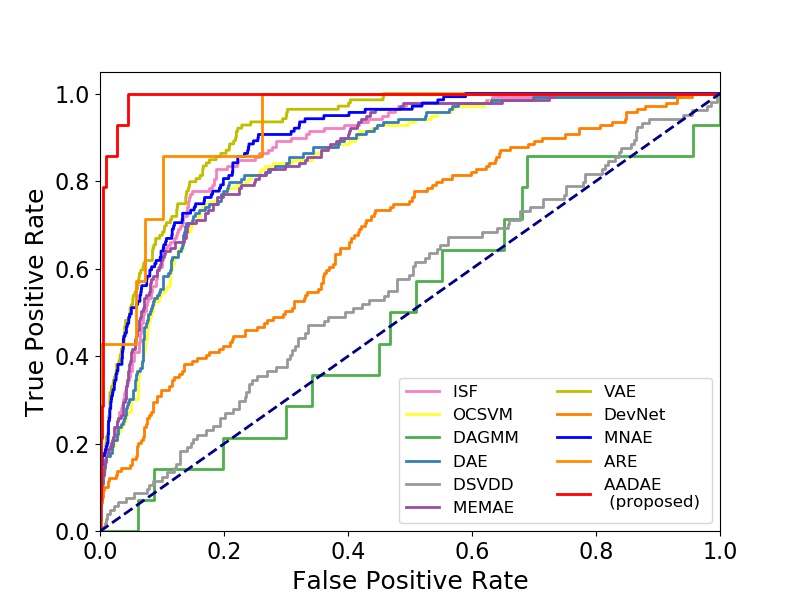 1.0
0.8
0.6
0.4
0.2
0.0
True Positive Rate
0.0 0.2 0.4 0.6 0.8 1.0
False Positive Rate
ISF
OCSVM
DAGMM
DAE
DSVDD
MEMAE
VAE
DevNet
MNAE
ARE
AADAE
(proposed)